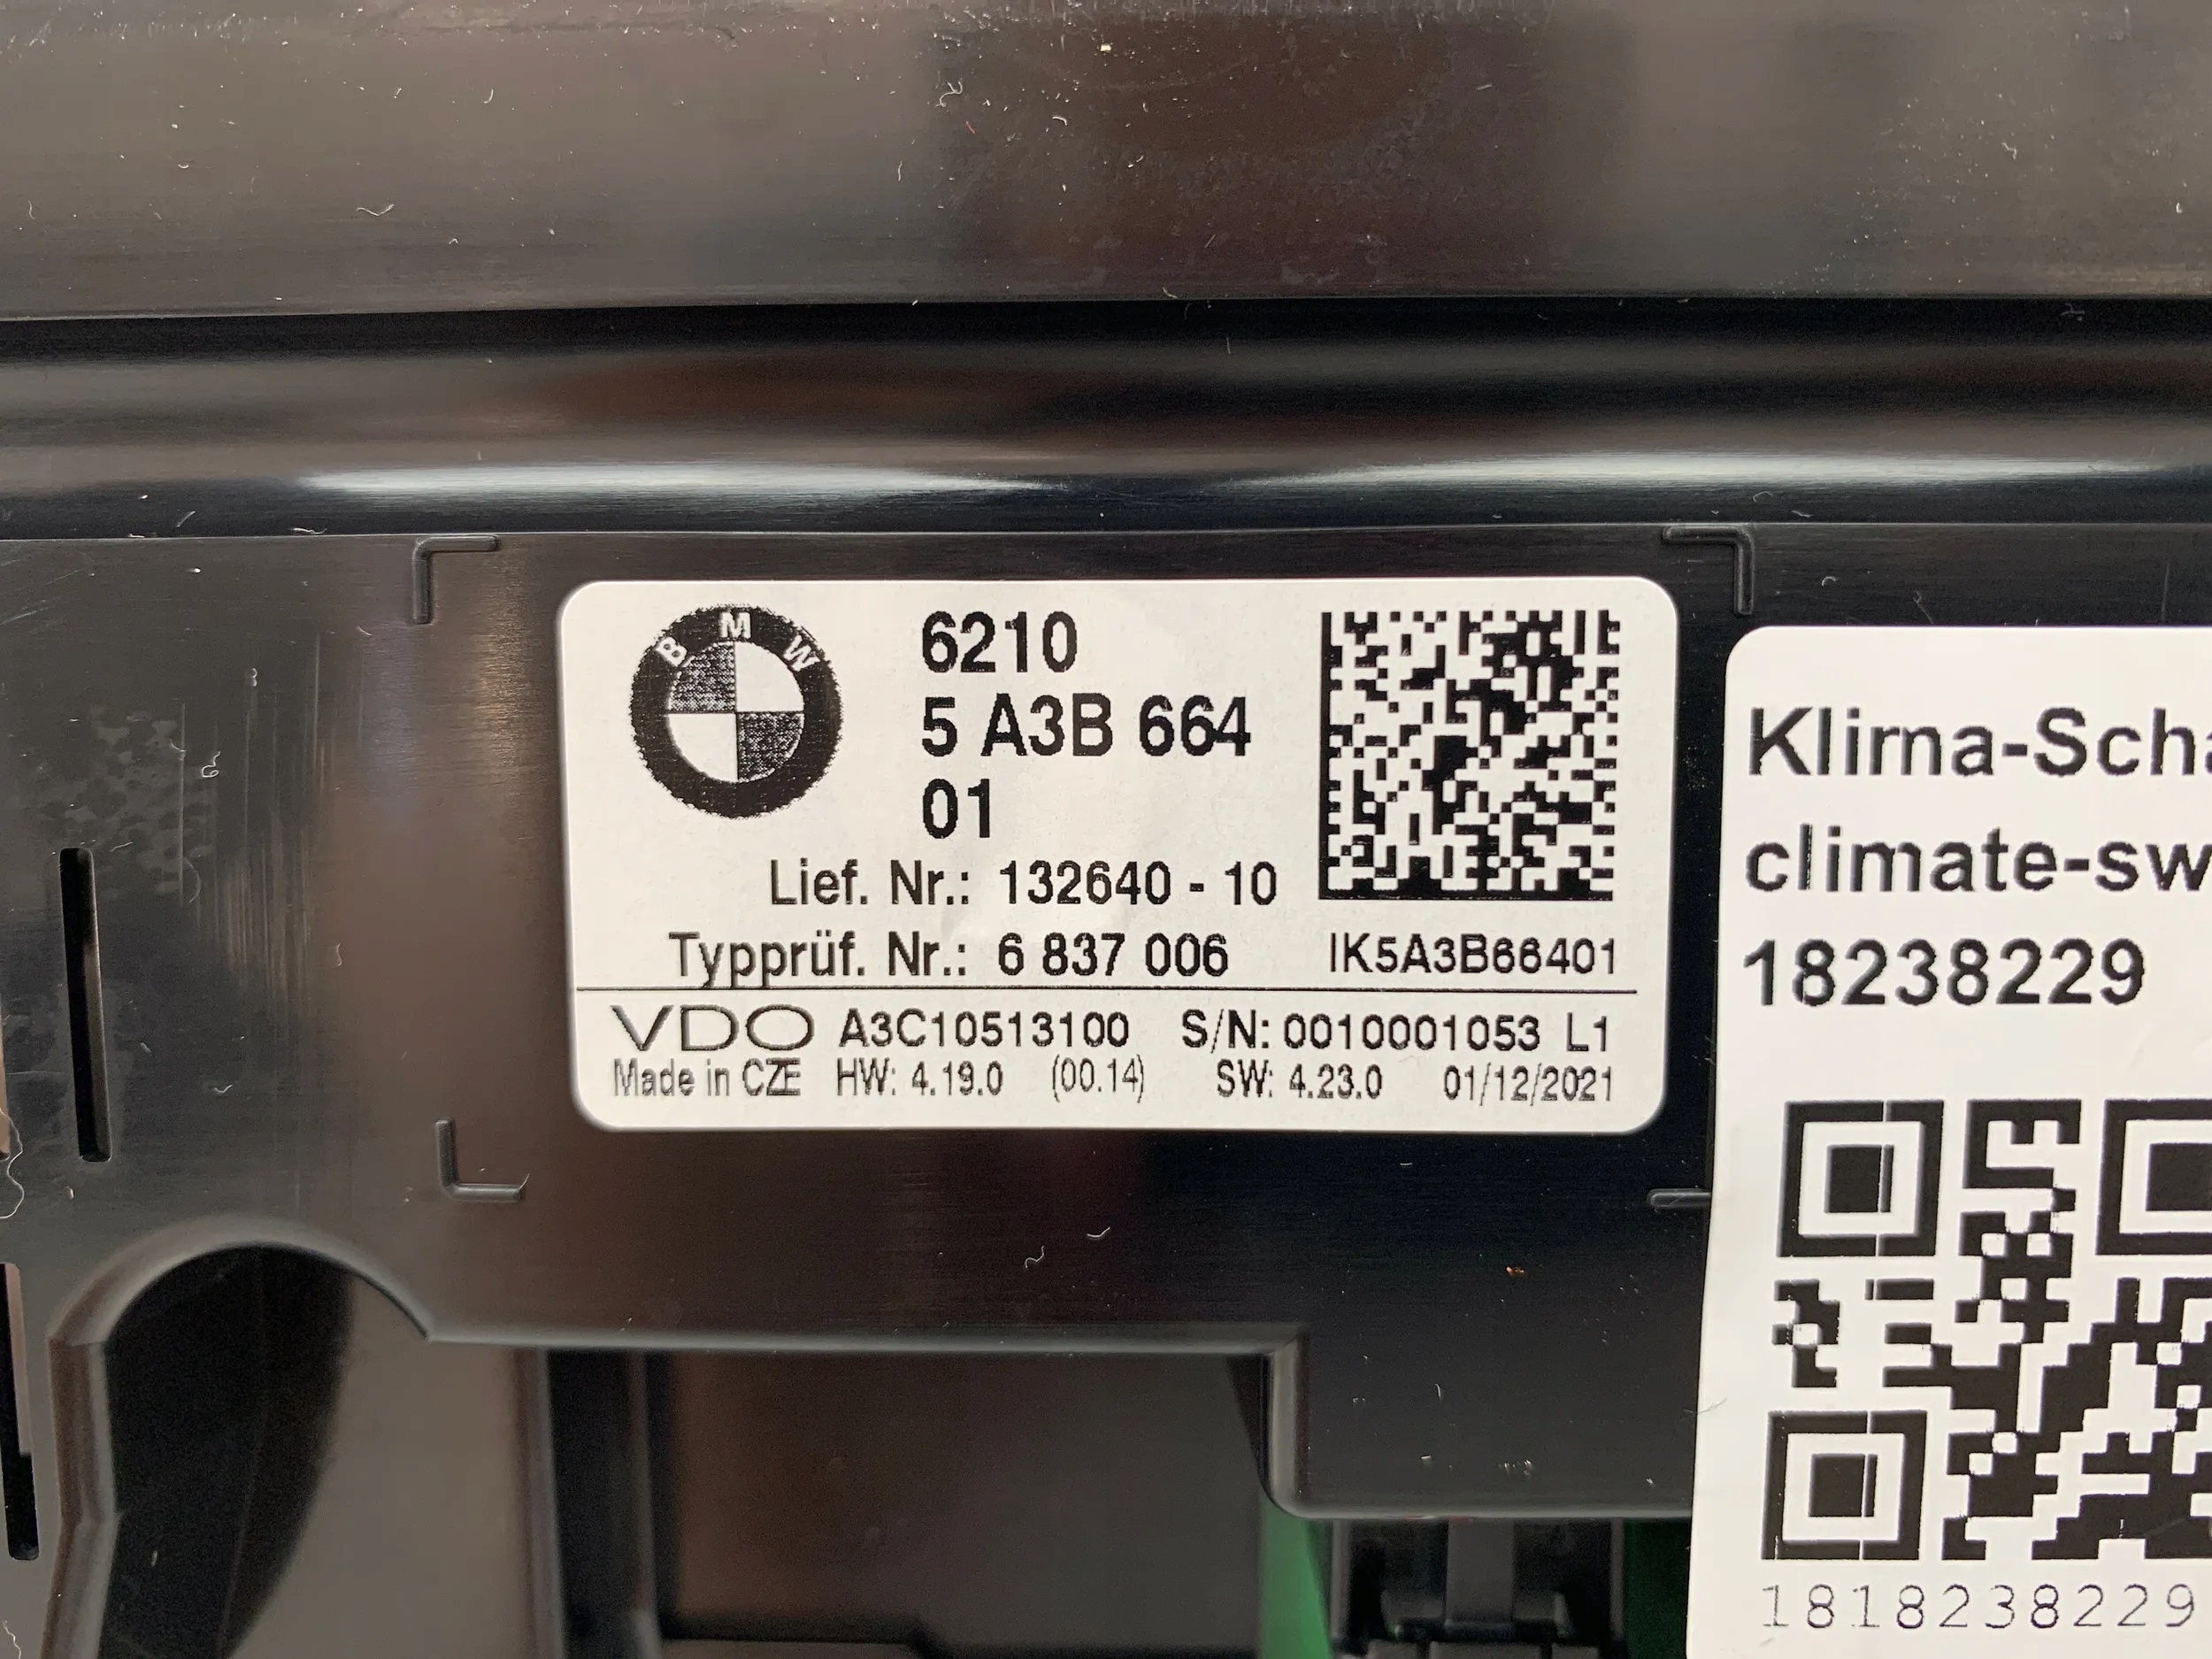 BMW
6210
5 A3B 664
01
Lief. Nr.: 132640 - 10
Typprüf. Nr.: 6 837 006
IK5A3B66401
VDO A3C10513100 S/N: 0010001053 L1
Made in CZE HW: 4.19.0 (00.14) SW: 4.23.0 01/12/2021
Klima-Scha
climate-sw
18238229
1818238229